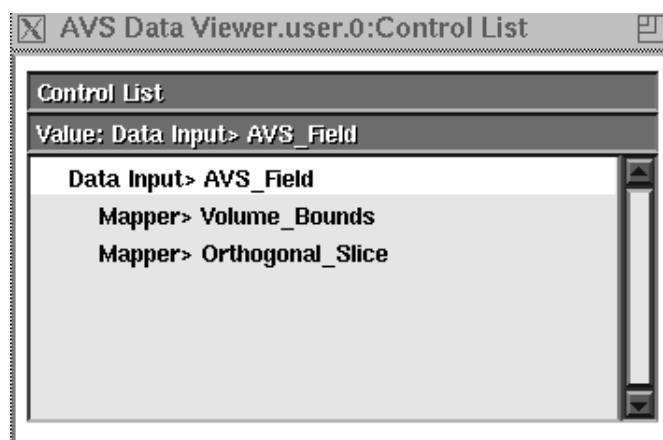 AVS Data Viewer.user.0:Control List
Control List
Value: Data Input> AVS_Field
Data Input> AVS_Field
Mapper> Volume_Bounds
Mapper> Orthogonal_Slice